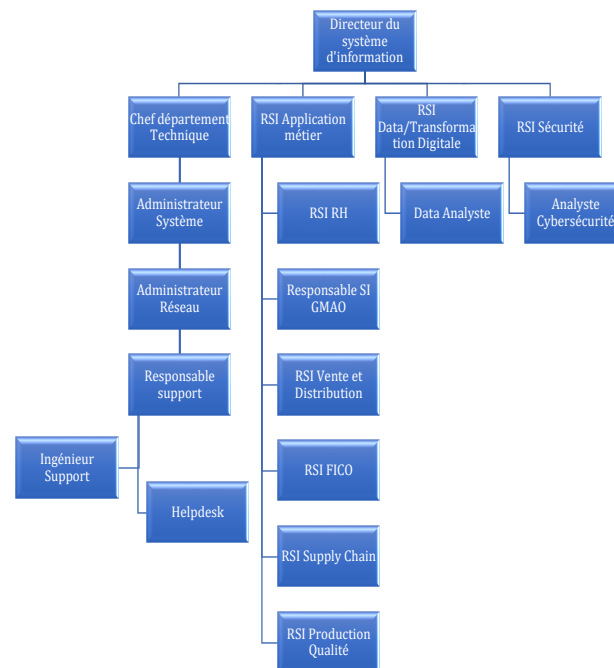 Directeur du
système
d'information
Chef département
Technique
RSI Application
métier
RSI
Data/Transforma
tion Digitale
RSI Sécurité
Administrateur
Système
RSI RH
Data Analyste
Analyste
Cybersécurité
Administrateur
Réseau
Responsable SI
GMAO
Responsable
support
RSI Vente et
Distribution
Ingénieur
Support
RSI FICO
Helpdesk
RSI Supply Chain
RSI Production
Qualité